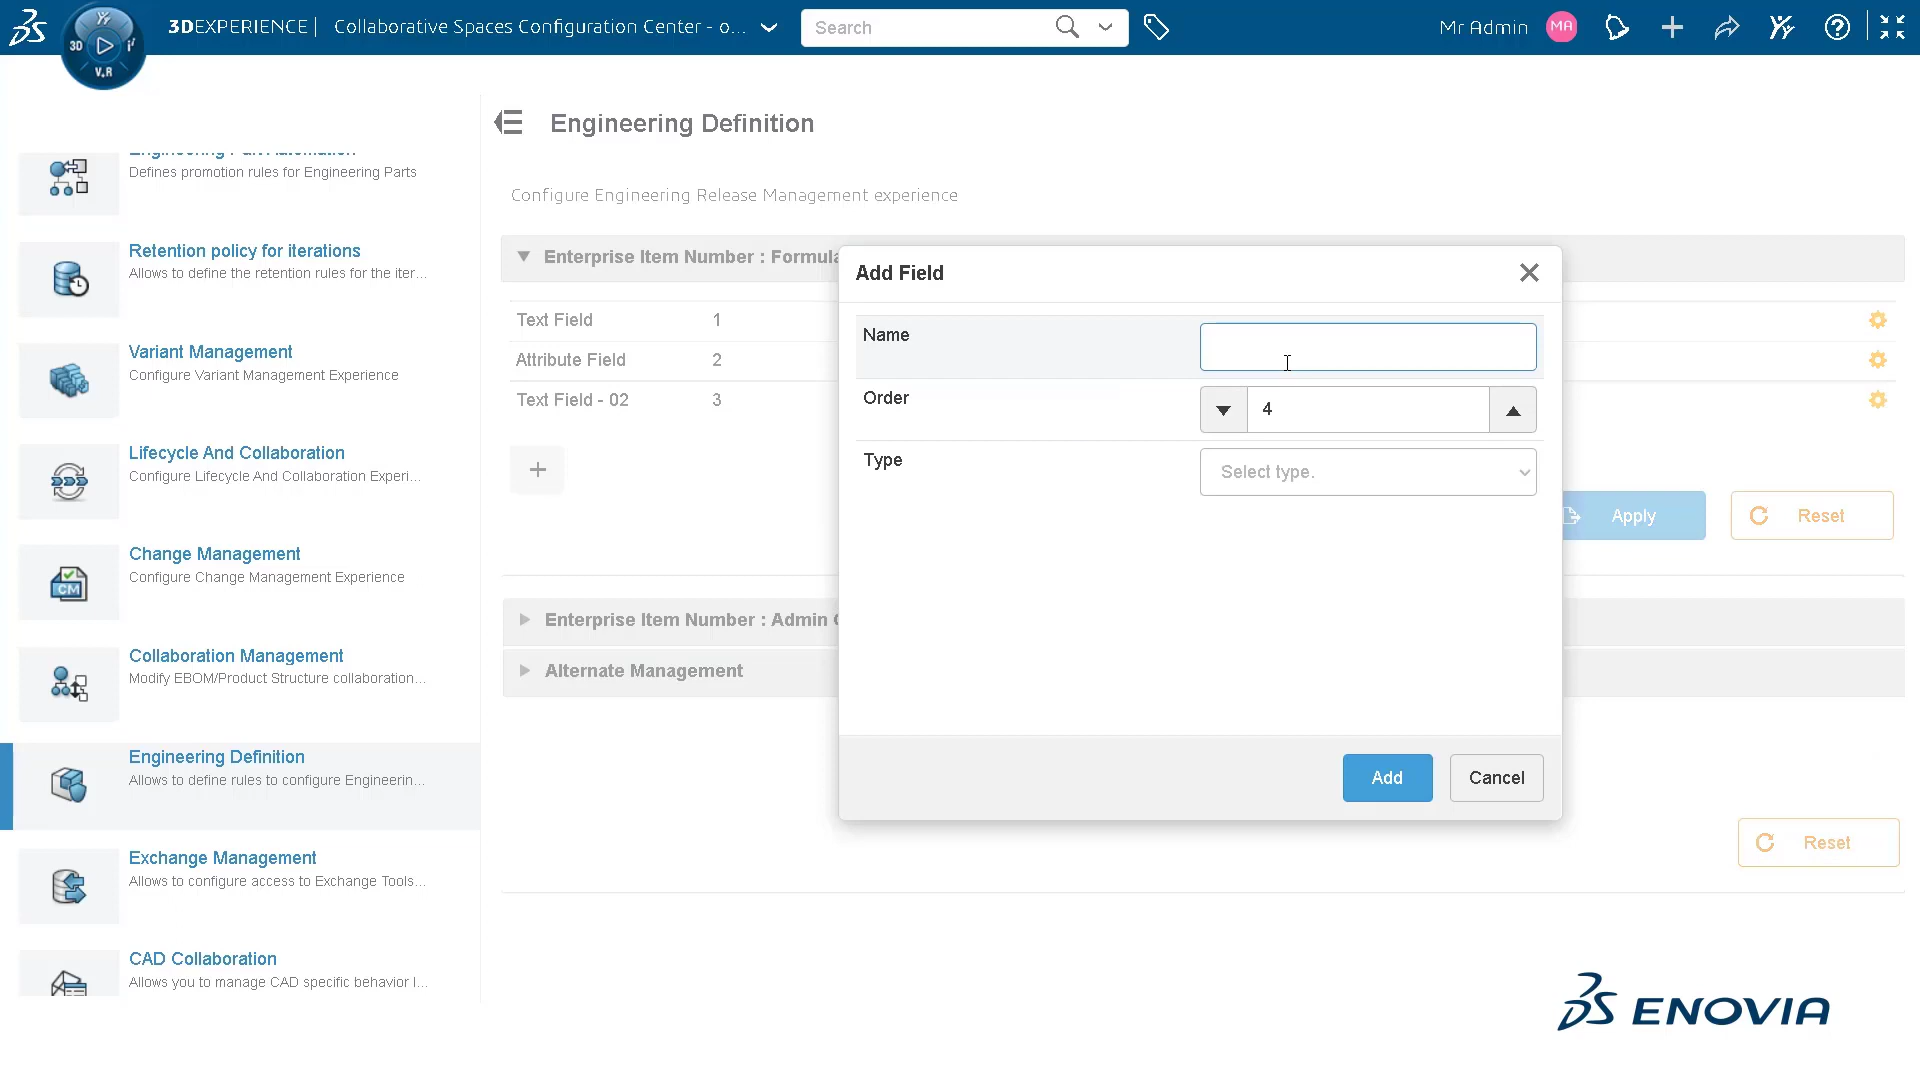 3DEXPERIENCE | Collaborative Spaces Configuration Center - o...
Search
Mr Admin
MA
3D
V.R
Engineering Part Automation
Defines promotion rules for Engineering Parts
Retention policy for iterations
Allows to define the retention rules for the iter...
Variant Management
Configure Variant Management Experience
Lifecycle And Collaboration
Configure Lifecycle And Collaboration Experi...
Change Management
Configure Change Management Experience
CM
Collaboration Management
Modify EBOM/Product Structure collaboration...
Engineering Definition
Allows to define rules to configure Engineerin...
Exchange Management
Allows to configure access to Exchange Tools...
CAD Collaboration
Allows you to manage CAD specific behavior I...
Engineering Definition
Configure Engineering Release Management experience
Enterprise Item Number : Formula
Text Field 1
Attribute Field 2
Text Field - 02 3
Apply
Reset
Enterprise Item Number : Admin
Alternate Management
Reset
Add Field
Name
Order 4
Type Select type.
Add
Cancel
ENOVIA